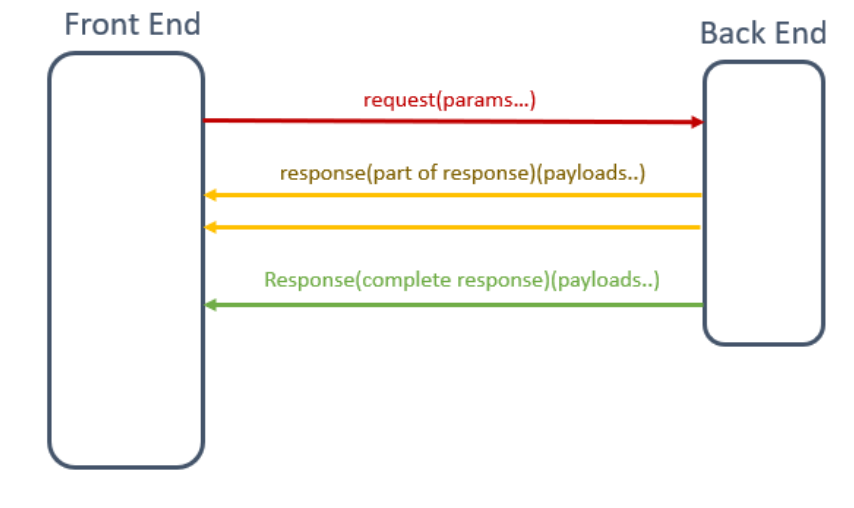 Front End
Back End
request(params...)
response(part of response)(payloads..)
Response(complete response)(payloads..)